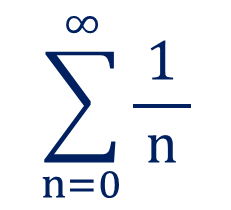 ∞
∑ 1/n
n=0